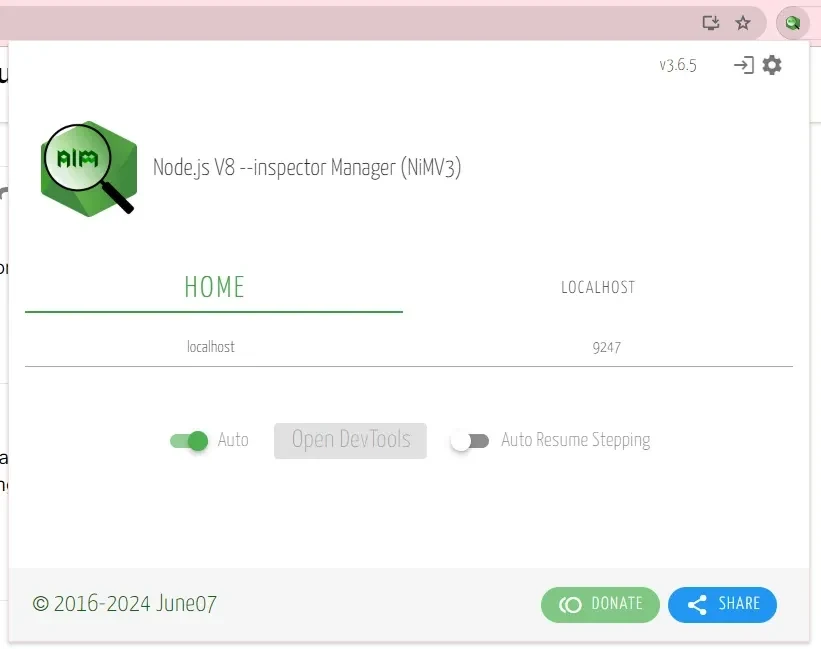 v3.6.5
NiM
Node.js V8 --inspector Manager (NiMV3)
HOME
LOCALHOST
localhost
9247
Auto
Open DevTools
Auto Resume Stepping
© 2016-2024 June07
DONATE
SHARE